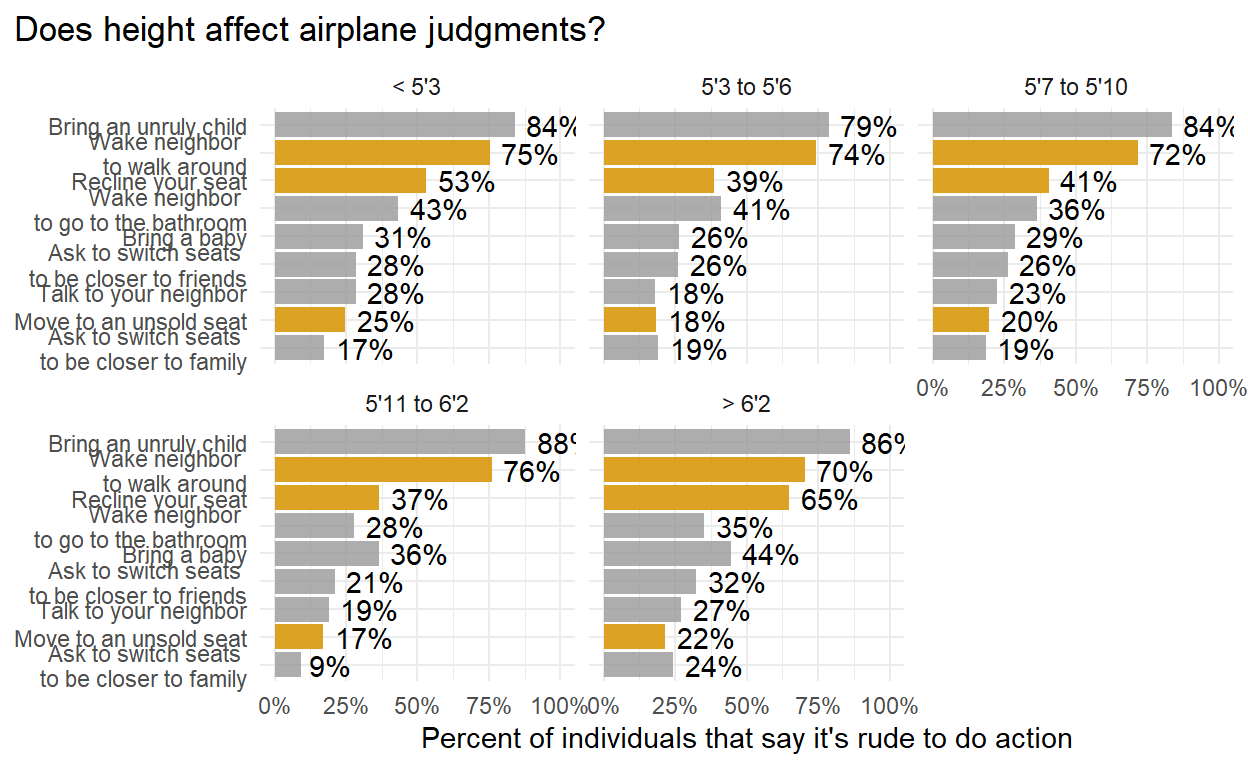 Does height affect airplane judgments?
< 5'3
5'3 to 5'6
5'7 to 5'10
Bring an unruly child
Wake neighbor
to walk around
Recline your seat
Wake neighbor
to go to the bathroom
Bring a baby
Ask to switch seats
to be closer to friends
Talk to your neighbor
Move to an unsold seat
Ask to switch seats
to be closer to family
84%
75%
53%
43%
31%
28%
28%
25%
17%
79%
74%
39%
41%
26%
26%
18%
18%
19%
84%
72%
41%
36%
29%
26%
23%
20%
19%
0% 25% 50% 75% 100%
5'11 to 6'2
> 6'2
Bring an unruly child
Wake neighbor
to walk around
Recline your seat
Wake neighbor
to go to the bathroom
Bring a baby
Ask to switch seats
to be closer to friends
Talk to your neighbor
Move to an unsold seat
Ask to switch seats
to be closer to family
88%
76%
37%
28%
36%
21%
19%
17%
9%
86%
70%
65%
35%
44%
32%
27%
22%
24%
0% 25% 50% 75% 100%
0% 25% 50% 75% 100%
Percent of individuals that say it's rude to do action